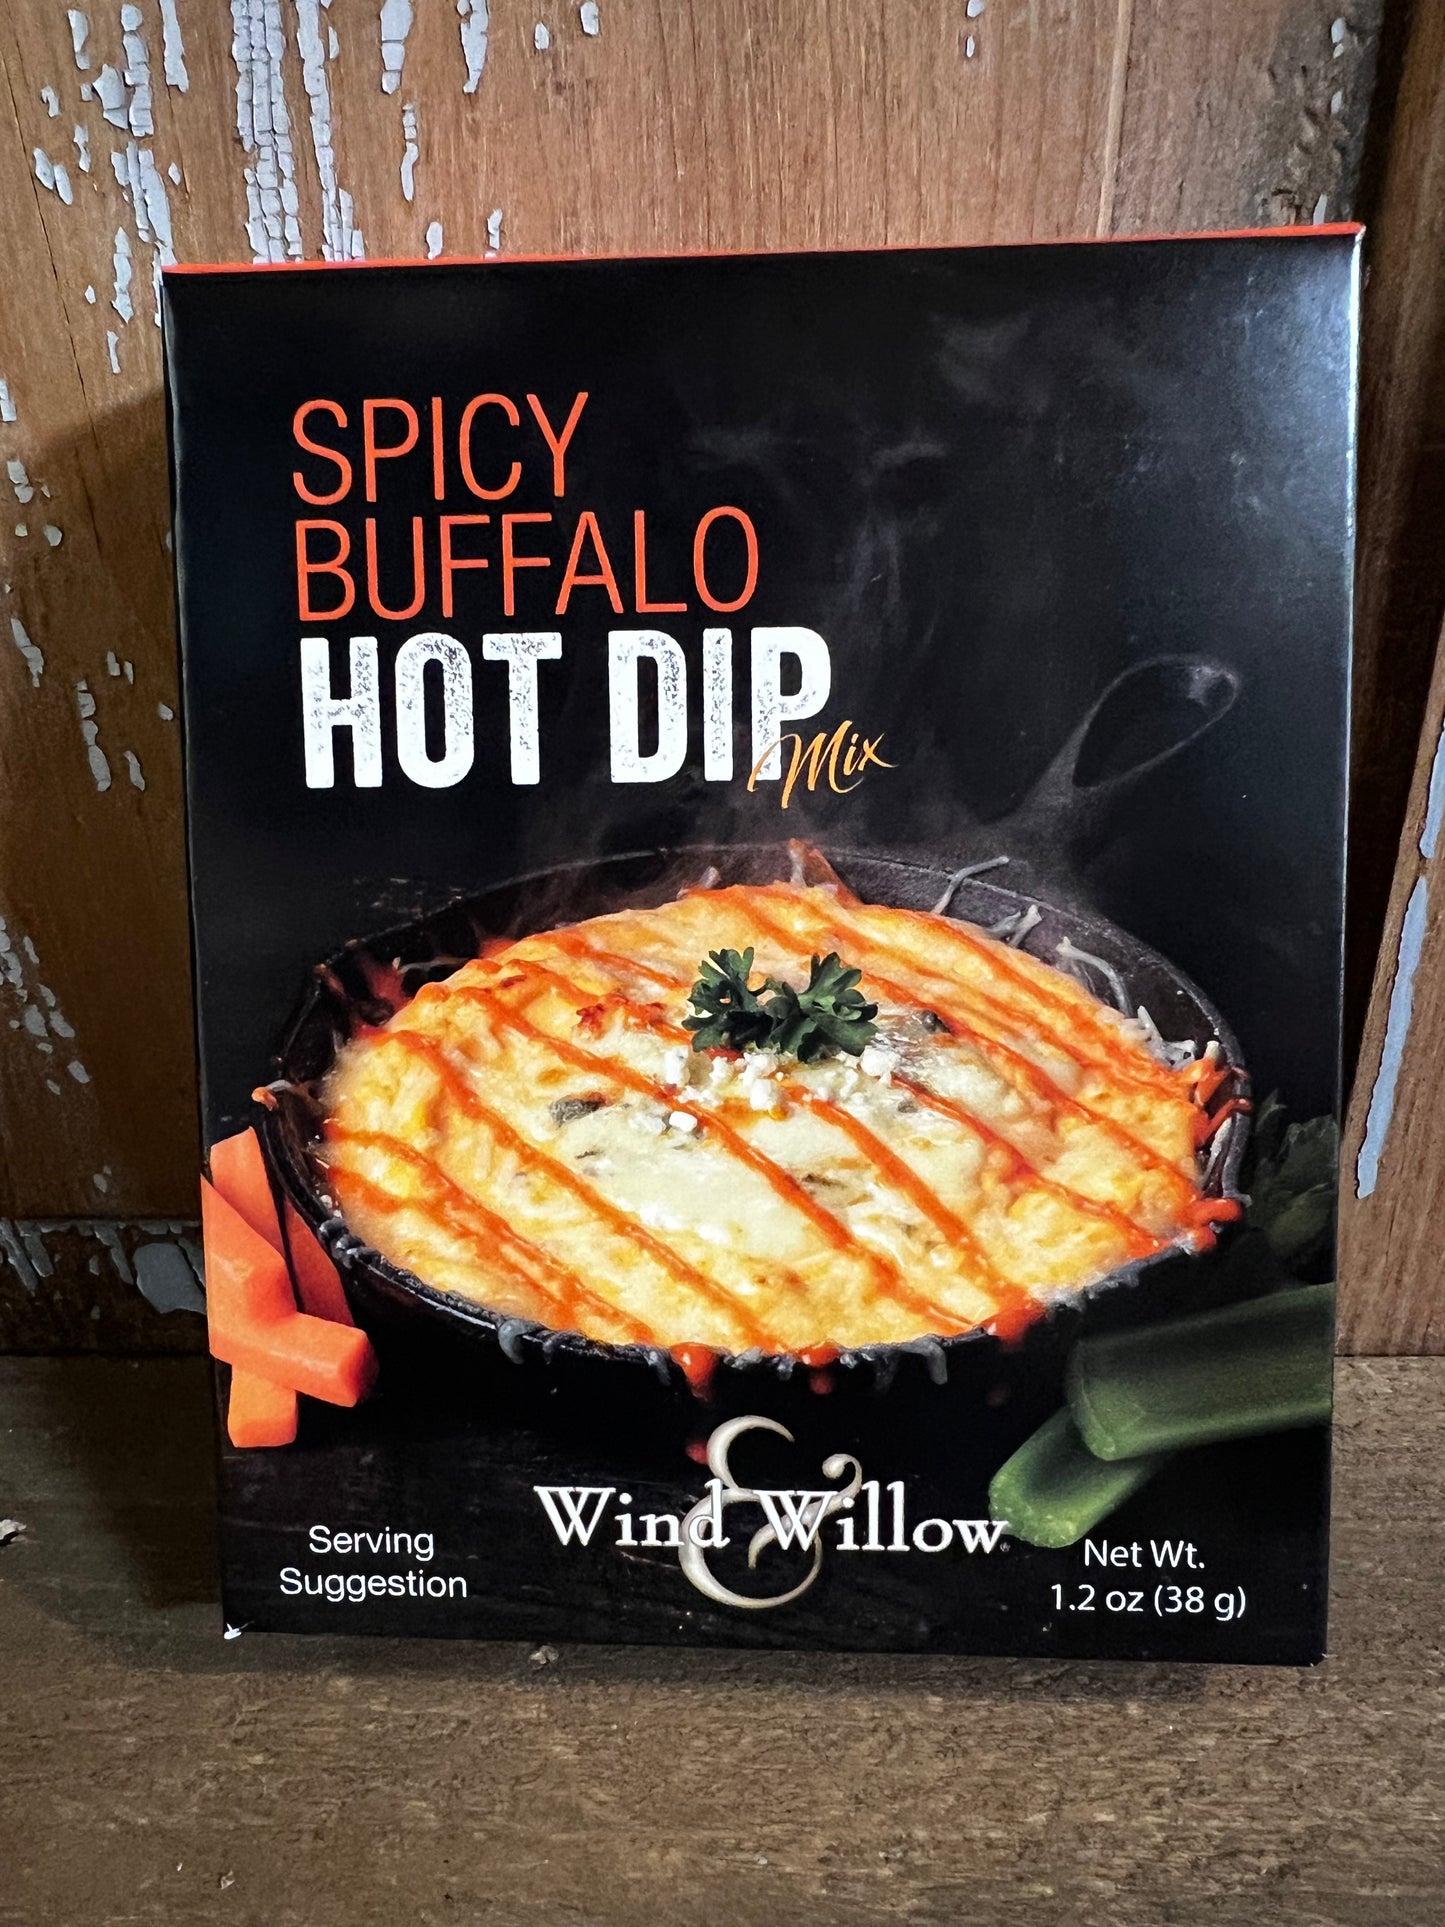 SPICY
BUFFALO
HOT DIP
Mix
Wind & Willow
Serving
Suggestion
Net Wt.
1.2 oz (38 g)